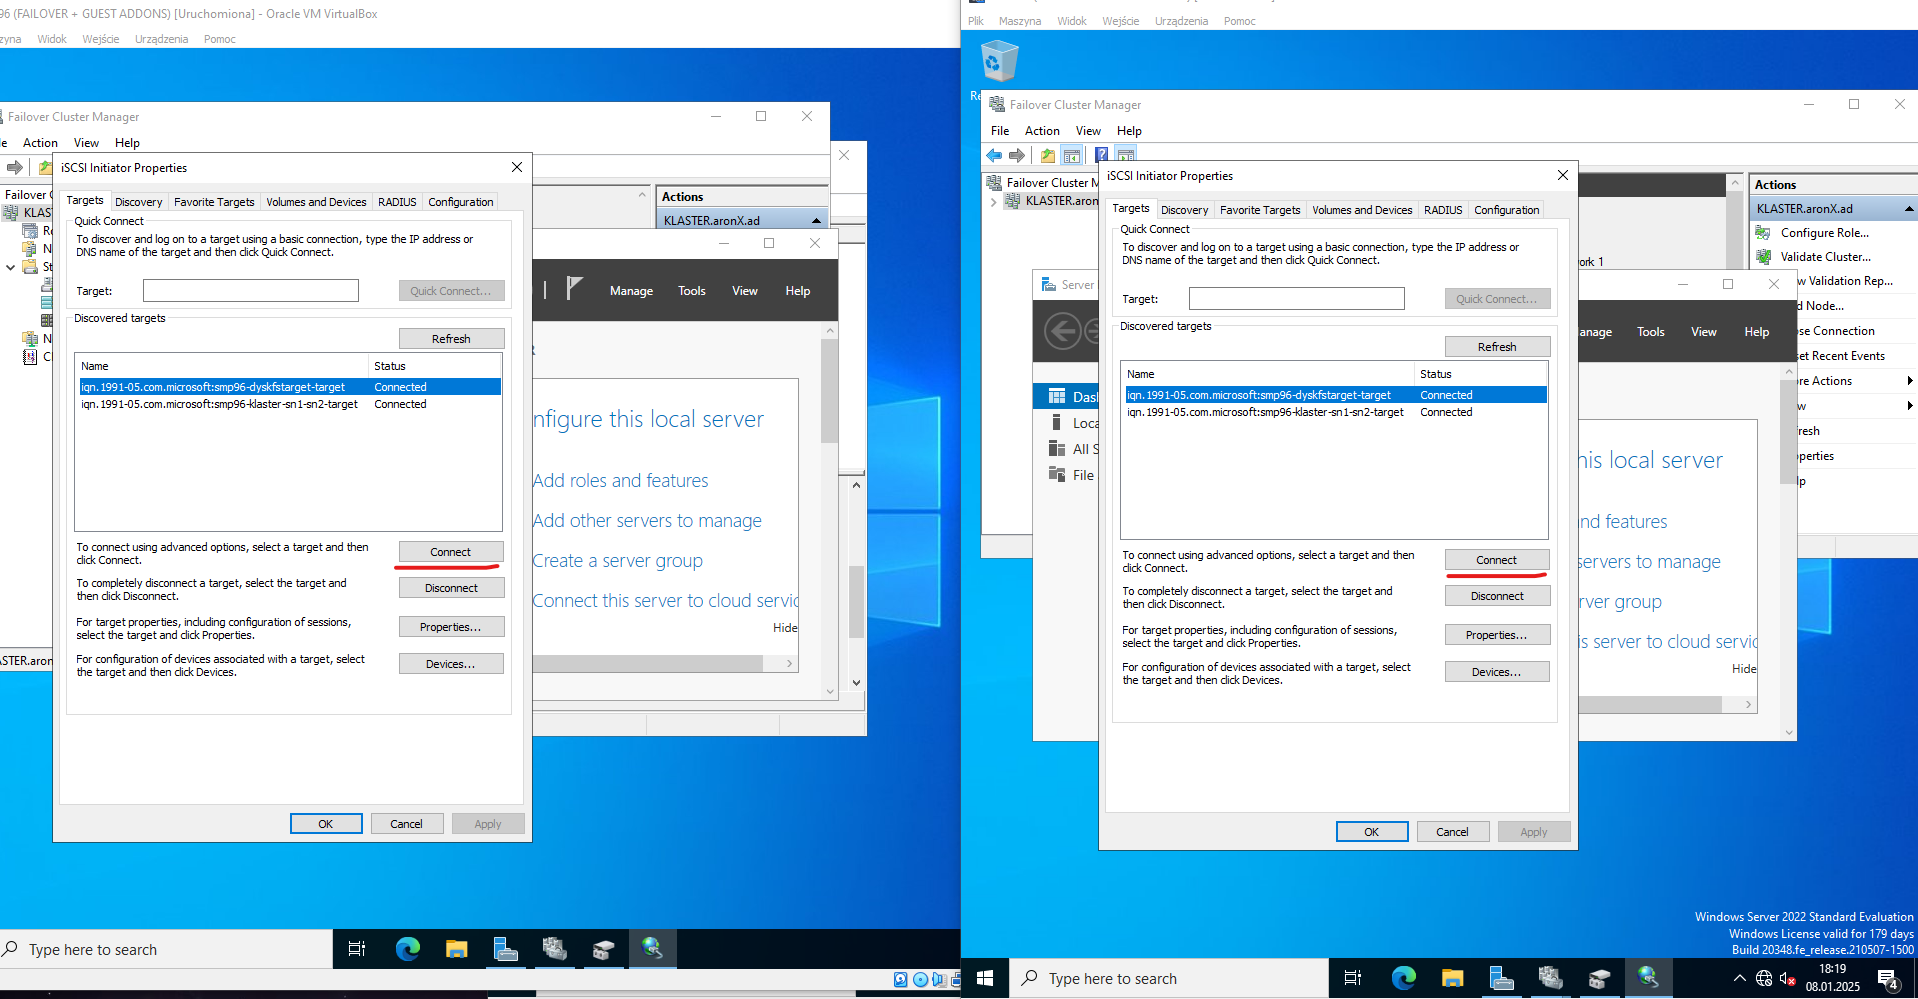 96 (FAILOVER + GUEST ADDONS) [Uruchomiona] - Oracle VM VirtualBox
Widok Wejście Urządzenia Pomoc
Failover Cluster Manager
Action View Help
iSCSI Initiator Properties
Targets Discovery Favorite Targets Volumes and Devices RADIUS Configuration
Quick Connect
To discover and log on to a target using a basic connection, type the IP address or
DNS name of the target and then click Quick Connect.
Target:
Quick Connect...
Discovered targets
Refresh
Name Status
iqn.1991-05.com.microsoft:smp96-dyskfstarget-target Connected
iqn.1991-05.com.microsoft:smp96-klaster-sn1-sn2-target Connected
To connect using advanced options, select a target and then
click Connect.
Connect
To completely disconnect a target, select the target and
then click Disconnect.
Disconnect
For target properties, including configuration of sessions,
select the target and click Properties.
Properties...
For configuration of devices associated with a target, select
the target and then click Devices.
Devices...
OK Cancel Apply
Actions
KLASTER.aronX.ad
Manage Tools View Help
nfigure this local server
Add roles and features
Add other servers to manage
Create a server group
Connect this server to cloud servic
Hide
Type here to search
Plik Maszyna Widok Wejście Urządzenia Pomoc
Failover Cluster Manager
File Action View Help
Failover Cluster M
KLASTER.aron
iSCSI Initiator Properties
Targets Discovery Favorite Targets Volumes and Devices RADIUS Configuration
Quick Connect
To discover and log on to a target using a basic connection, type the IP address or
DNS name of the target and then click Quick Connect.
Target:
Quick Connect...
Discovered targets
Refresh
Name Status
iqn.1991-05.com.microsoft:smp96-dyskfstarget-target Connected
iqn.1991-05.com.microsoft:smp96-klaster-sn1-sn2-target Connected
To connect using advanced options, select a target and then
click Connect.
Connect
To completely disconnect a target, select the target and
then click Disconnect.
Disconnect
For target properties, including configuration of sessions,
select the target and click Properties.
Properties...
For configuration of devices associated with a target, select
the target and then click Devices.
Devices...
OK Cancel Apply
Server
Dash
Loca
All S
File
ork 1
Actions
KLASTER.aronX.ad
Configure Role...
Validate Cluster...
w Validation Rep...
d Node...
ose Connection
set Recent Events
ore Actions
w
resh
perties
lp
anage Tools View Help
his local server
nd features
servers to manage
rver group
is server to cloud servic
Hide
Windows Server 2022 Standard Evaluation
Windows License valid for 179 days
Build 20348.fe_release.210507-1500
Type here to search
18:19
08.01.2025
4